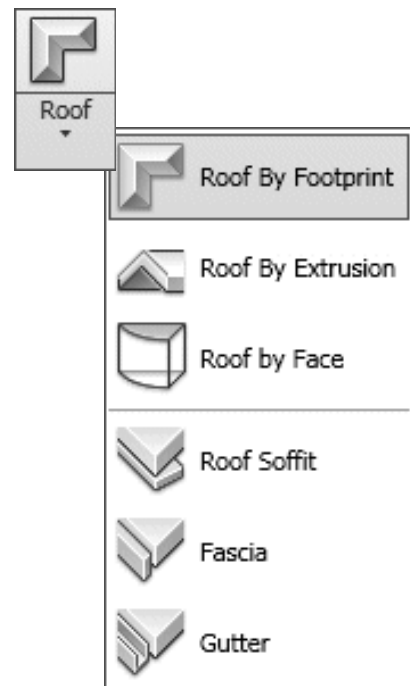 Roof
Roof By Footprint
Roof By Extrusion
Roof by Face
Roof Soffit
Fascia
Gutter